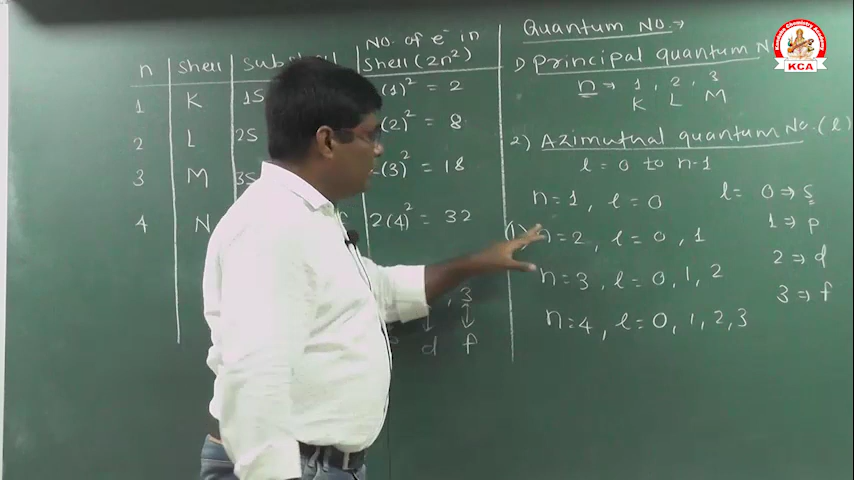 n shell No. of e⁻ in shell (2n²)
1 K 1s (1)² = 2
2 L 2s (2)² = 8
3 M 3s (3)² = 18
4 N 2(4)² = 32
, 3
↓ ↓
d f
Quantum No. →
1) Principal quantum N
n → 1, 2, 3
K L M
2) Azimutual quantum No. (l)
l = 0 to n-1
n = 1, l = 0
n = 2, l = 0, 1
n = 3, l = 0, 1, 2
n = 4, l = 0, 1, 2, 3
l = 0 ⇒ s
1 ⇒ p
2 ⇒ d
3 ⇒ f
KCA